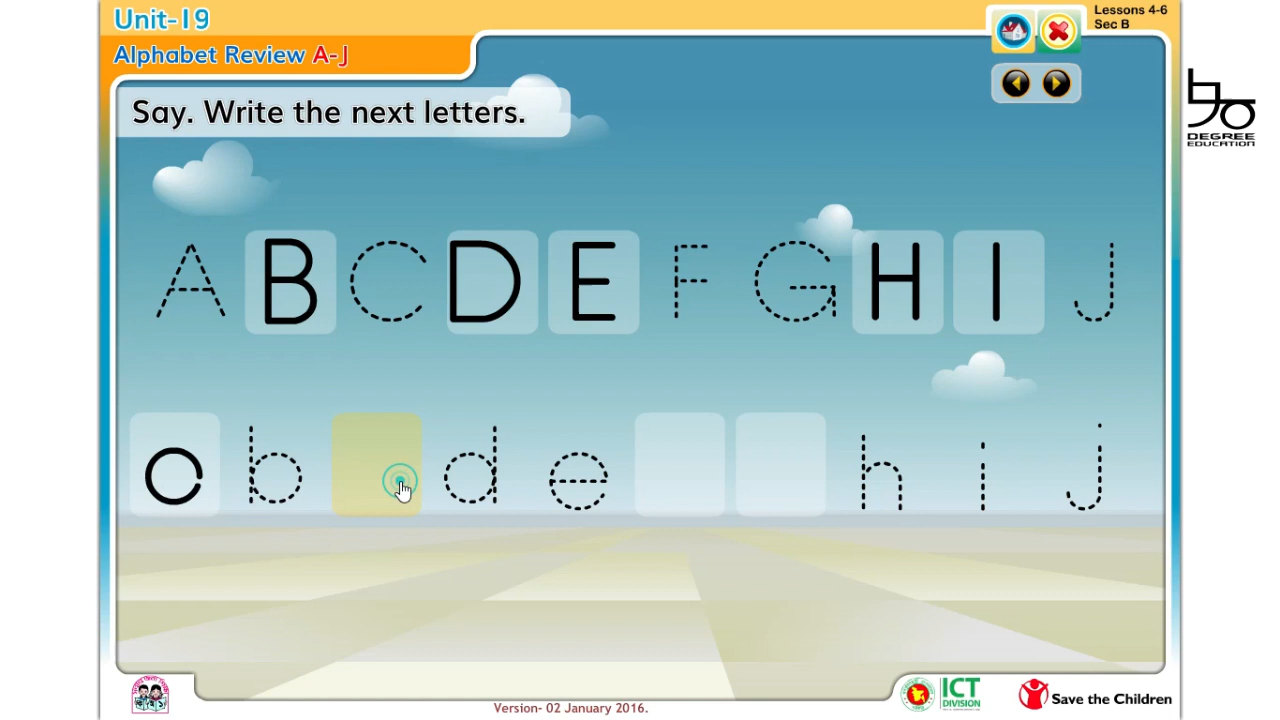 Unit-19
Lessons 4-6
Sec B
Alphabet Review A-J
Say. Write the next letters.
DEGREE
EDUCATION
A B C D E F G H I J
c b d e h i j
Version- 02 January 2016.
ICT
DIVISION
Save the Children